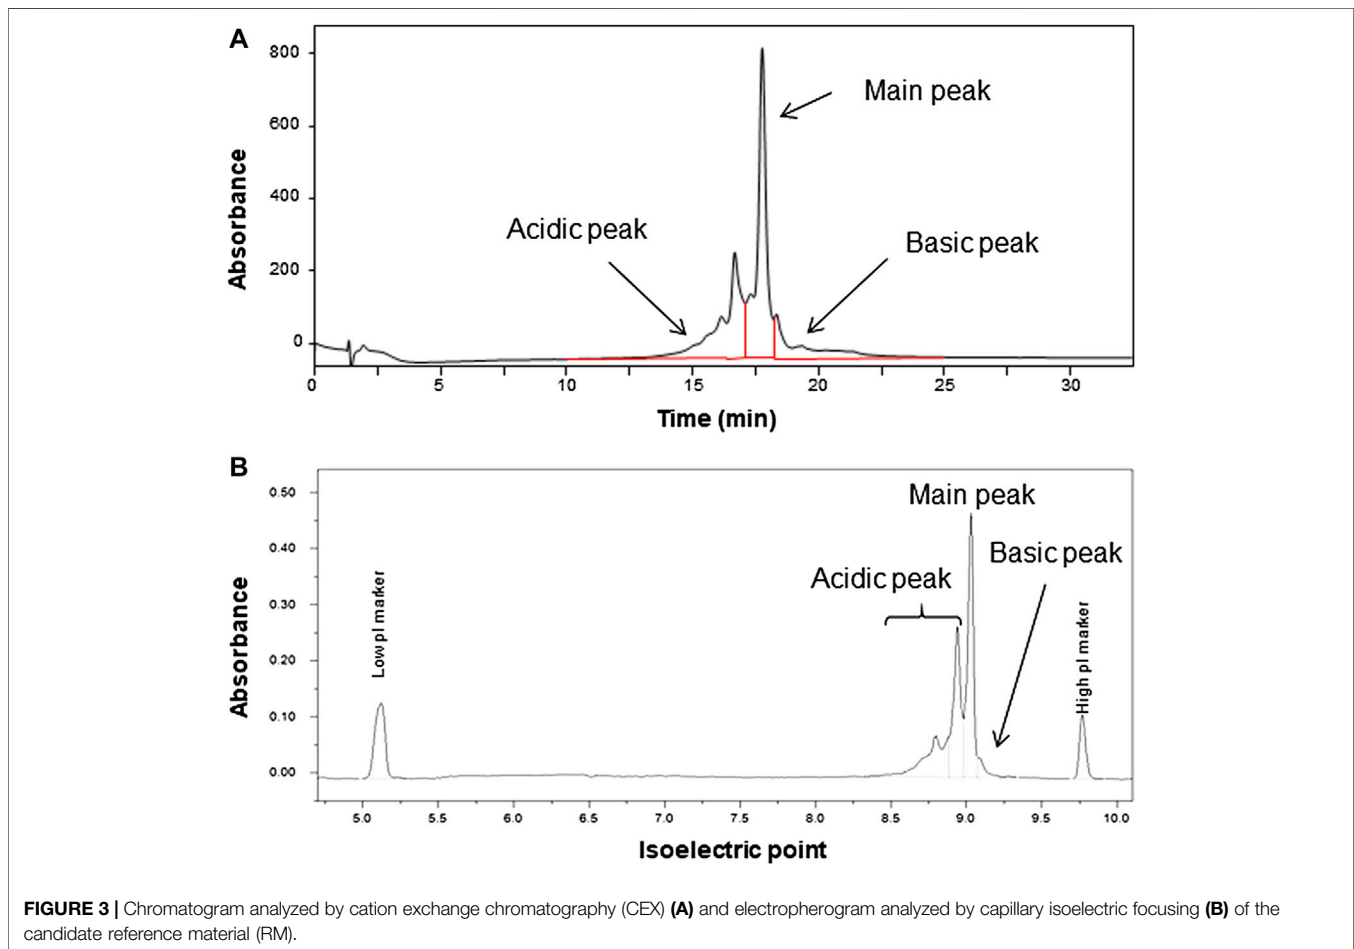 A
800
600
400
200
0
Absorbance
Main peak
Acidic peak
Basic peak
0 5 10 15 20 25 30
Time (min)
B
0.50
0.40
0.30
0.20
0.10
0.00
Absorbance
Low pI marker
Main peak
Basic peak
Acidic peak
High pI marker
5.0 5.5 6.0 6.5 7.0 7.5 8.0 8.5 9.0 9.5 10.0
Isoelectric point
FIGURE 3 | Chromatogram analyzed by cation exchange chromatography (CEX) (A) and electropherogram analyzed by capillary isoelectric focusing (B) of the
candidate reference material (RM).